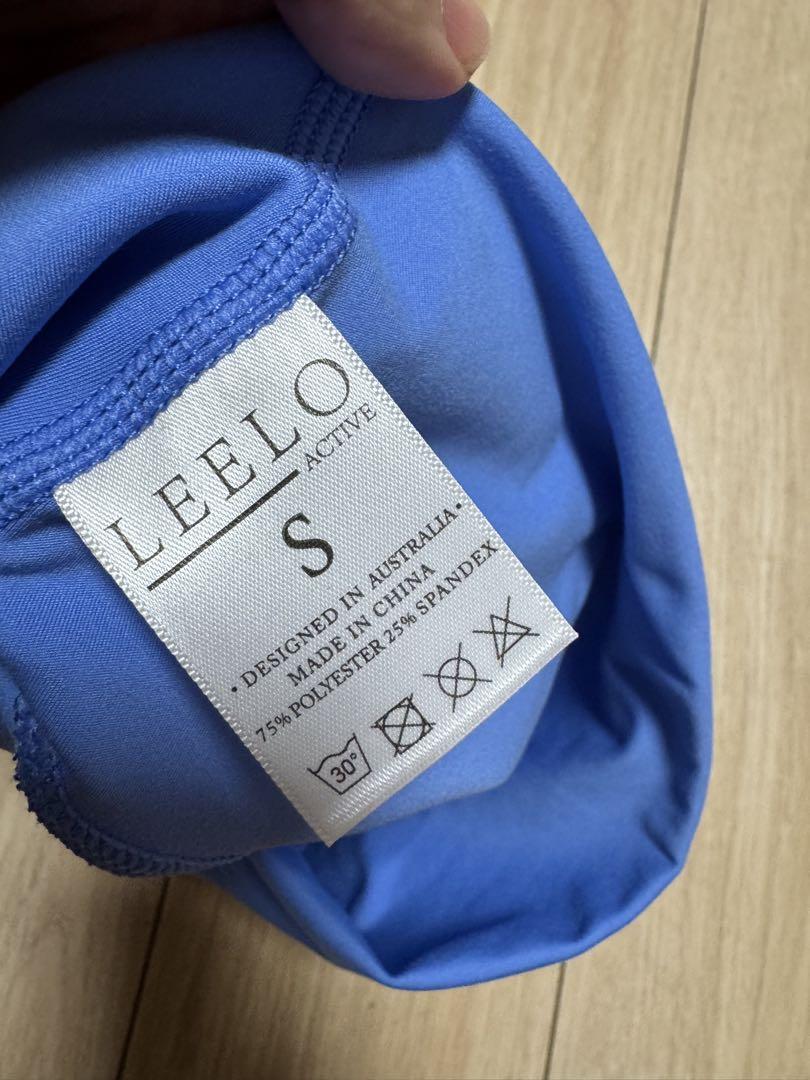 LEELO
ACTIVE
S
• DESIGNED IN AUSTRALIA •
MADE IN CHINA
75% POLYESTER 25% SPANDEX
30°